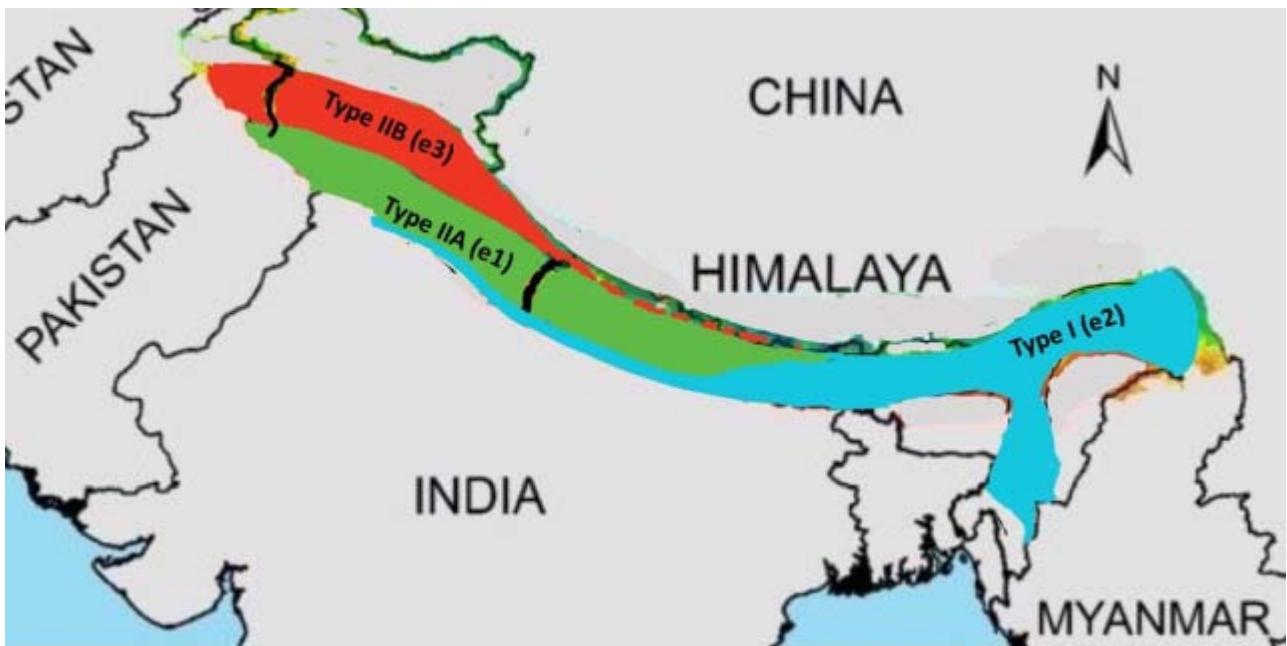 STAN
CHINA
N
Type IIB (e3)
PAKISTAN
Type IIA (e1)
HIMALAYA
Type I (e2)
INDIA
MYANMAR